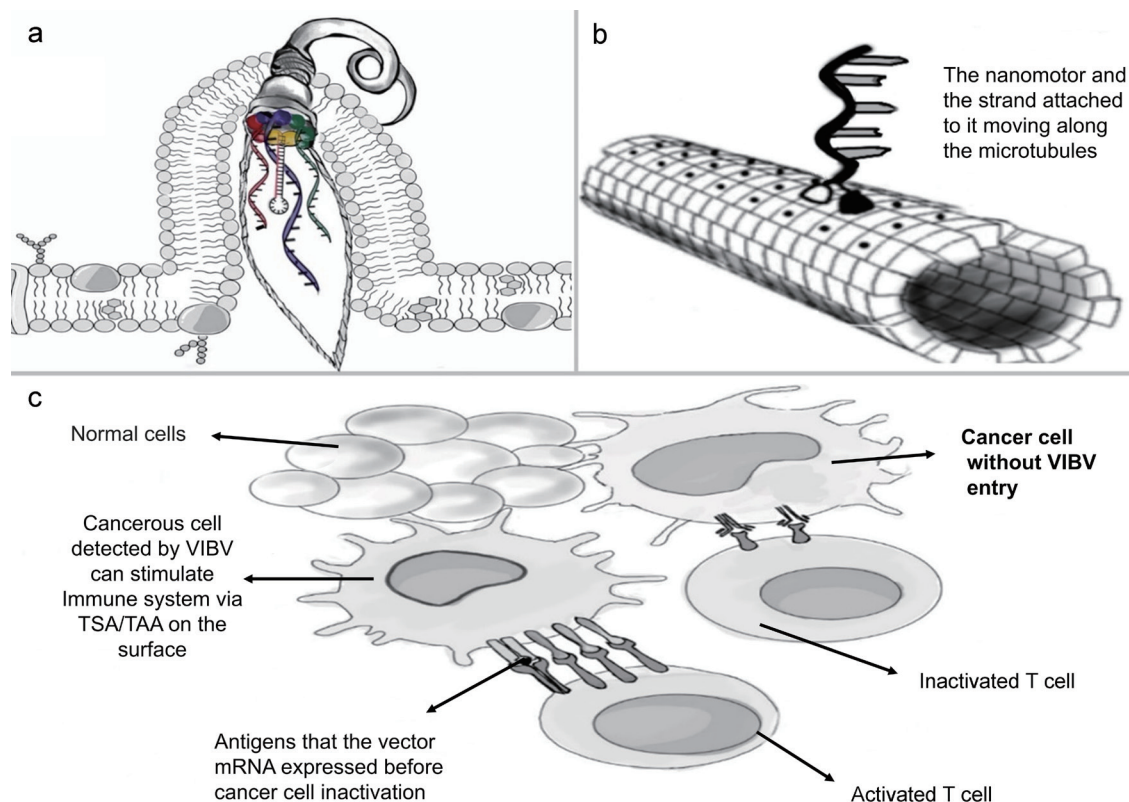 a
b
The nanomotor and
the strand attached
to it moving along
the microtubules
c
Normal cells
Cancer cell
without VIBV
entry
Cancerous cell
detected by VIBV
can stimulate
Immune system via
TSA/TAA on the
surface
Inactivated T cell
Antigens that the vector
mRNA expressed before
cancer cell inactivation
Activated T cell